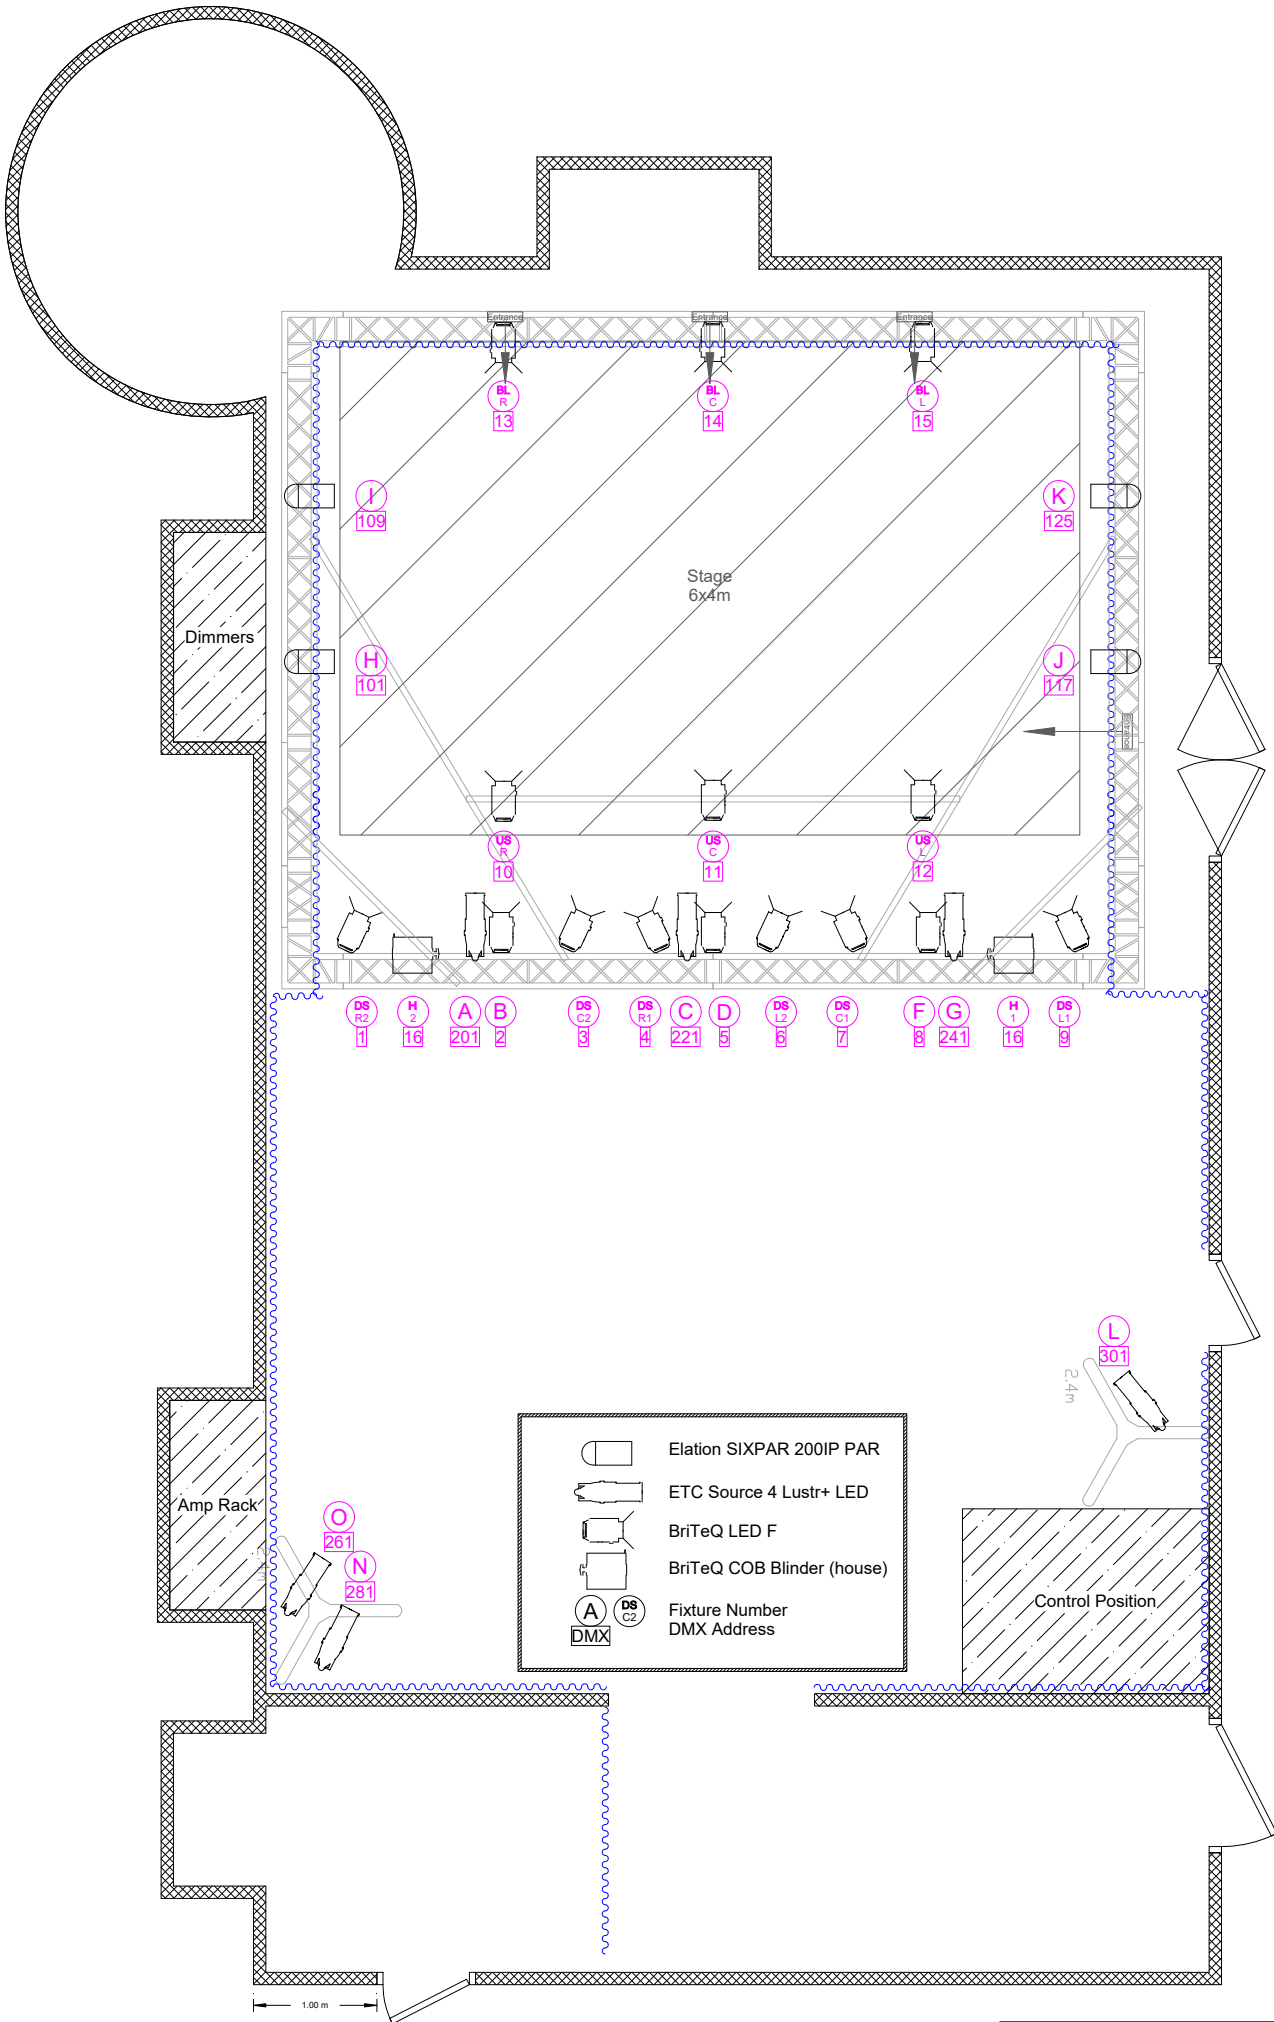 Entrance Entrance Entrance
BL BL BL
R C L
13 14 15
I K
109 125
Stage
6x4m
Dimmers
H J
101 117
Entrance
US US US
R C L
10 11 12
DS H A B DS DS C D DS DS F G H DS
R2 2 C2 R1 L2 C1 1 L1
1 16 201 2 3 4 221 5 6 7 8 241 16 9
L
301
2.4m
Elation SIXPAR 200IP PAR
ETC Source 4 Lustr+ LED
BriTeQ LED F
BriTeQ COB Blinder (house)
A DS C2 Fixture Number
DMX DMX Address
Amp Rack
O
261
N
281
Control Position
1.00 m